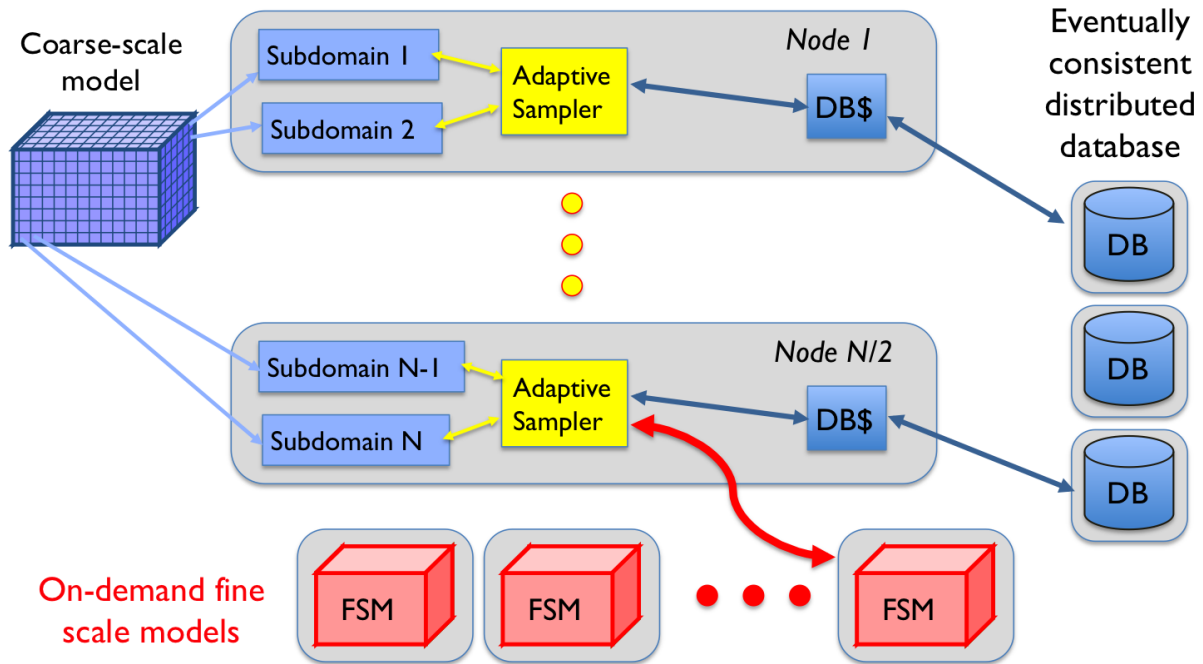 Coarse-scale
model
Subdomain 1
Subdomain 2
Adaptive
Sampler
Node 1
DB$
Eventually
consistent
distributed
database
DB
DB
DB
Subdomain N-1
Subdomain N
Adaptive
Sampler
Node N/2
DB$
On-demand fine
scale models
FSM
FSM
FSM